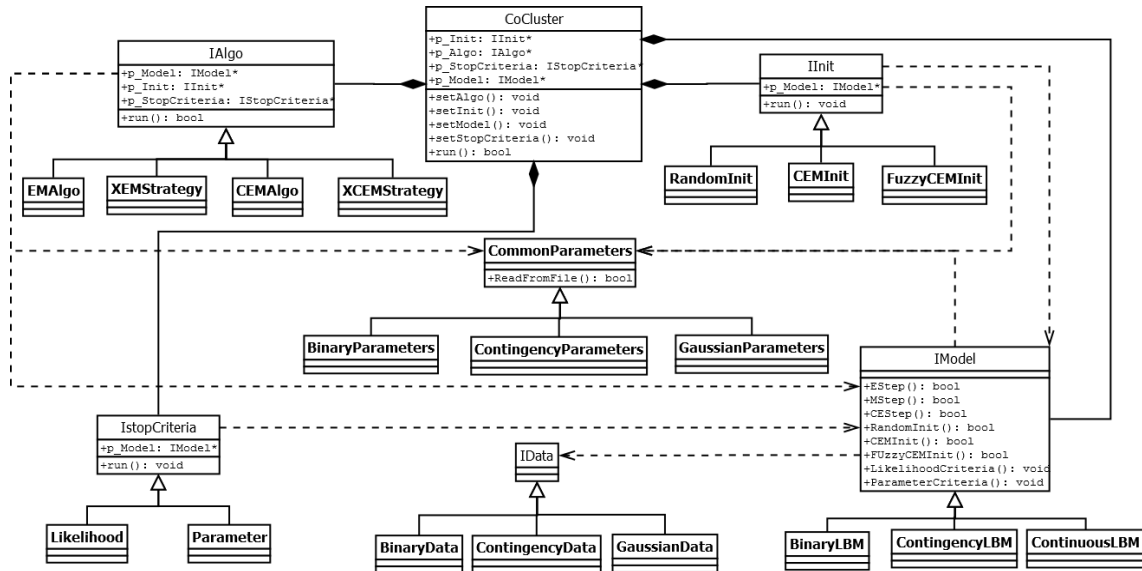 CoCluster
+p_Init: IInit*
+p_Algo: IAlgo*
+p_StopCriteria: IStopCriteria*
+p_Model: IModel*
+setAlgo(): void
+setInit(): void
+setModel(): void
+setStopCriteria(): void
+run(): bool
IAlgo
+p_Model: IModel*
+p_Init: IInit*
+p_StopCriteria: IStopCriteria*
+run(): bool
IInit
+p_Model: IModel*
+run(): void
EMAlgo
XEMStrategy
CEMAlgo
XCEMStrategy
RandomInit
CEMInit
FuzzyCEMInit
CommonParameters
+ReadFromFile(): bool
BinaryParameters
ContingencyParameters
GaussianParameters
IModel
+EStep(): bool
+MStep(): bool
+CEStep(): bool
+RandomInit(): bool
+CEMInit(): bool
+FUzzyCEMInit(): bool
+LikelihoodCriteria(): void
+ParameterCriteria(): void
IstopCriteria
+p_Model: IModel*
+run(): void
IData
Likelihood
Parameter
BinaryData
ContingencyData
GaussianData
BinaryLBM
ContingencyLBM
ContinuousLBM